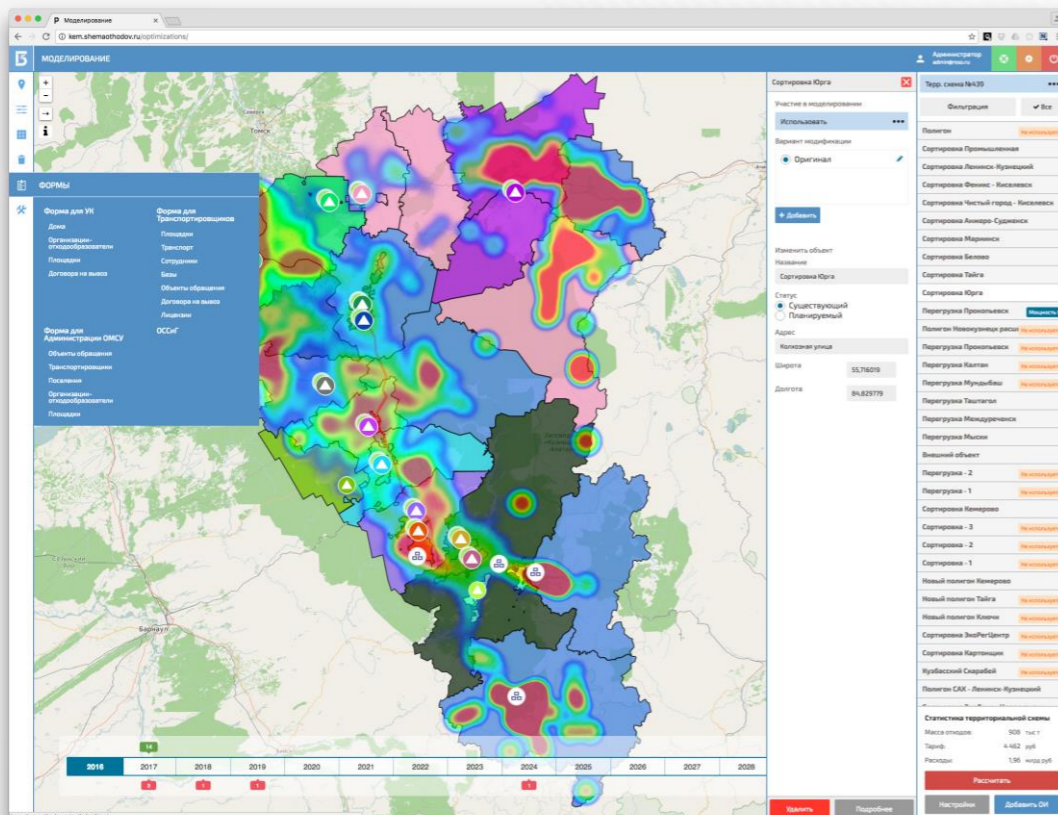 Моделирование
kem.shemaothodov.ru/optimizations/
МОДЕЛИРОВАНИЕ
Администратор
ФОРМЫ
Форма для УК
Дома
Организации-
отходообразователи
Площадки
Договора на вывоз
Форма для
Транспортировщиков
Площадки
Транспорт
Сотрудники
Базы
Объекты обращения
Договора на вывоз
Лицензии
Форма для
Администрации ОМСУ
Объекты обращения
Транспортировщики
Поселения
Организации-
отходообразователи
Площадки
ОССиГ
Томск
Барнаул
14
2016 2017 2018 2019 2020 2021 2022 2023 2024 2025 2026 2027 2028
1 1 1
Сортировка Юрга
Участие в моделировании
Использовать
Вариант модификации
Оригинал
+ Добавить
Изменить объект
Название
Сортировка Юрга
Статус
Существующий
Планируемый
Адрес
Колхозная улица
Широта 55,716019
Долгота 84,829779
Удалить Подробнее
Терр. схема №439
Фильтрация Все
Полигон
Сортировка Промышленная
Сортировка Ленинск-Кузнецкий
Сортировка Феникс - Киселевск
Сортировка Чистый город - Киселевск
Сортировка Анжеро-Судженск
Сортировка Мариинск
Сортировка Белово
Сортировка Тайга
Сортировка Юрга
Перегрузка Прокопьевск
Полигон Новокузнецк
Перегрузка Прокопьевск
Перегрузка Калтан
Перегрузка Мундыбаш
Перегрузка Таштагол
Перегрузка Междуреченск
Перегрузка Мыски
Внешний объект
Перегрузка - 2
Перегрузка - 1
Сортировка Кемерово
Сортировка - 3
Сортировка - 2
Сортировка - 1
Новый полигон Кемерово
Новый полигон Тайга
Новый полигон Ключи
Сортировка ЭкоРегЦентр
Сортировка Картонщик
Кузбасский Скарабей
Полигон САХ - Ленинск-Кузнецкий
Статистика территориальной схемы
Масса отходов: 908 тыс т
Тариф: 4 462 руб
Расходы: 1,96 млрд руб
Рассчитать
Настройки Добавить ОИ